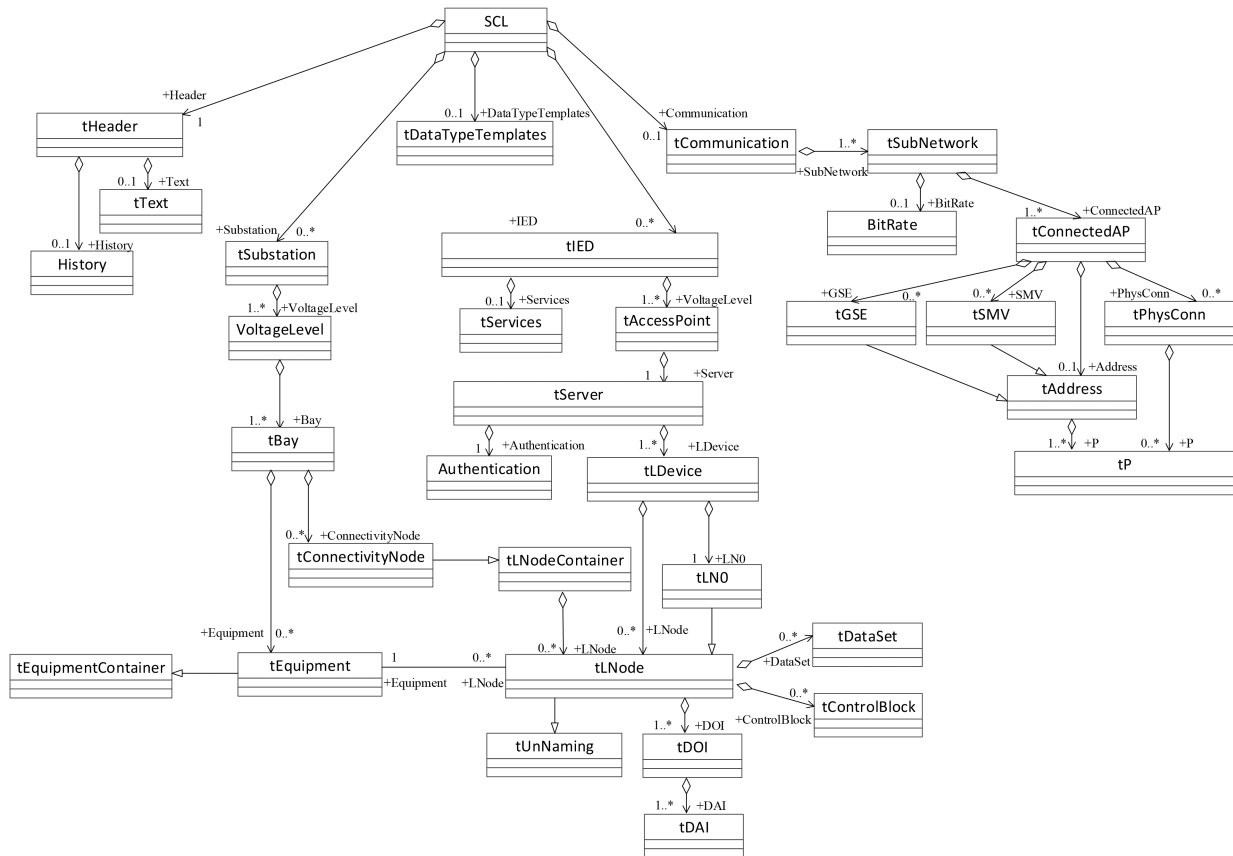 SCL
+Header
1
tHeader
0..1 +DataTypeTemplates
tDataTypeTemplates
+Communication
0..1
tCommunication
1..*
+SubNetwork
tSubNetwork
0..1 +Text
tText
0..1 +History
History
+Substation 0..*
tSubstation
+IED 0..*
tIED
0..1 +BitRate
BitRate
1..* +ConnectedAP
tConnectedAP
1..* +VoltageLevel
VoltageLevel
0..1 +Services
tServices
1..* +VoltageLevel
tAccessPoint
+GSE 0..*
tGSE
0..* +SMV
tSMV
+PhysConn 0..*
tPhysConn
1 +Server
tServer
0..1 +Address
tAddress
1..* +Bay
tBay
1 +Authentication
Authentication
1..* +LDevice
tLDevice
1..* +P
0..* +P
tP
0..* +ConnectivityNode
tConnectivityNode
tLNodeContainer
1 +LN0
tLN0
+Equipment 0..*
0..* +LNode
0..* +LNode
tEquipmentContainer
tEquipment
1
+Equipment
0..*
+LNode
tLNode
0..*
+DataSet
tDataSet
0..*
+ControlBlock
tControlBlock
tUnNaming
1..* +DOI
tDOI
1..* +DAI
tDAI